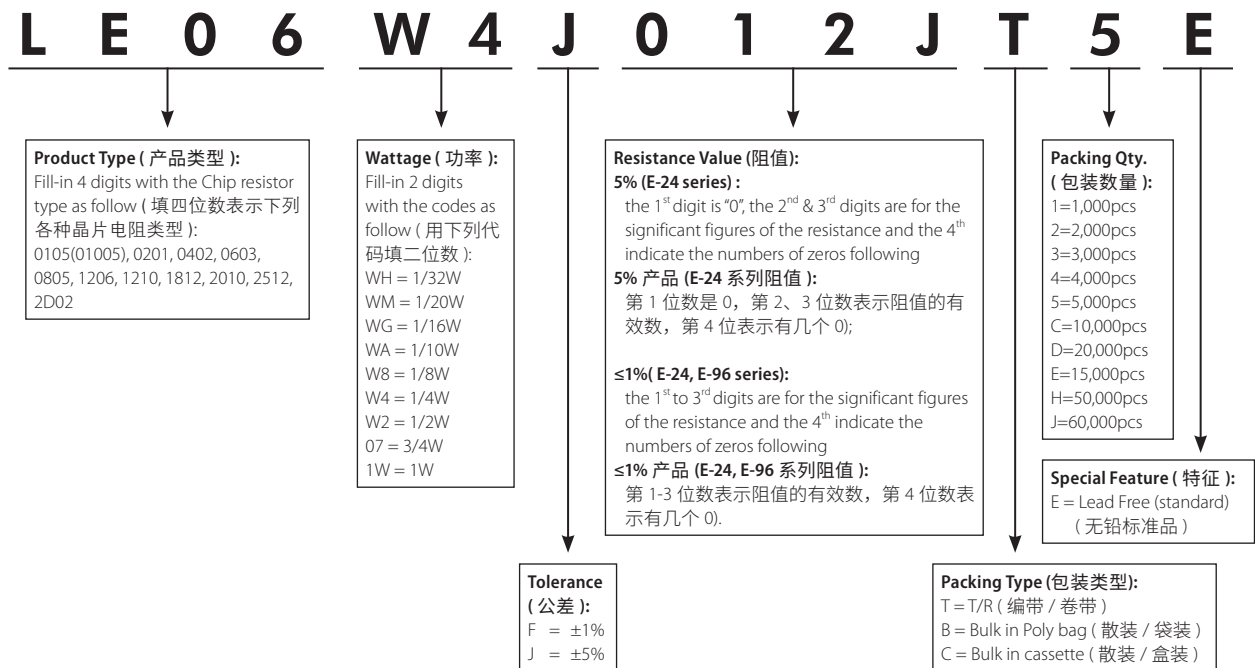 L E 0 6 W 4 J 0 1 2 J T 5 E
Product Type ( 产品类型 ):
Fill-in 4 digits with the Chip resistor
type as follow ( 填四位数表示下列
各种晶片电阻类型 ):
0105(01005), 0201, 0402, 0603,
0805, 1206, 1210, 1812, 2010, 2512,
2D02
Wattage ( 功率 ):
Fill-in 2 digits
with the codes as
follow ( 用下列代
码填二位数 ):
WH = 1/32W
WM = 1/20W
WG = 1/16W
WA = 1/10W
W8 = 1/8W
W4 = 1/4W
W2 = 1/2W
07 = 3/4W
1W = 1W
Tolerance
( 公差 ):
F = ±1%
J = ±5%
Resistance Value (阻值):
5% (E-24 series) :
the 1st digit is “0”, the 2nd & 3rd digits are for the
significant figures of the resistance and the 4th
indicate the numbers of zeros following
5% 产品 (E-24 系列阻值 ):
第 1 位数是 0，第 2、3 位数表示阻值的有
效数，第 4 位表示有几个 0);
≤1%( E-24, E-96 series):
the 1st to 3rd digits are for the significant figures
of the resistance and the 4th indicate the
numbers of zeros following
≤1% 产品 (E-24, E-96 系列阻值 ):
第 1-3 位数表示阻值的有效数，第 4 位数表
示有几个 0).
Packing Type (包装类型):
T = T/R ( 编带 / 卷带 )
B = Bulk in Poly bag ( 散装 / 袋装 )
C = Bulk in cassette ( 散装 / 盒装 )
Packing Qty.
( 包装数量 ):
1=1,000pcs
2=2,000pcs
3=3,000pcs
4=4,000pcs
5=5,000pcs
C=10,000pcs
D=20,000pcs
E=15,000pcs
H=50,000pcs
J=60,000pcs
Special Feature ( 特征 ):
E = Lead Free (standard)
( 无铅标准品 )